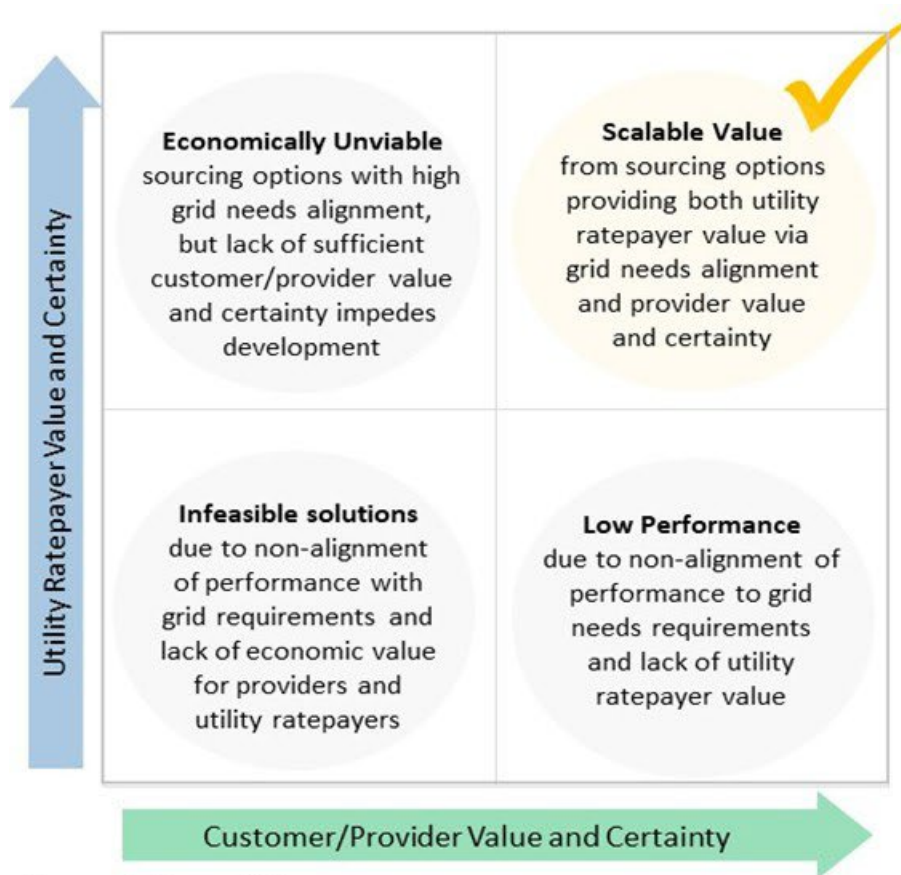 Utility Ratepayer Value and Certainty
Economically Unviable
sourcing options with high
grid needs alignment,
but lack of sufficient
customer/provider value
and certainty impedes
development
Scalable Value
from sourcing options
providing both utility
ratepayer value via
grid needs alignment
and provider value
and certainty
Infeasible solutions
due to non-alignment
of performance with
grid requirements and
lack of economic value
for providers and
utility ratepayers
Low Performance
due to non-alignment of
performance to grid
needs requirements
and lack of utility
ratepayer value
Customer/Provider Value and Certainty